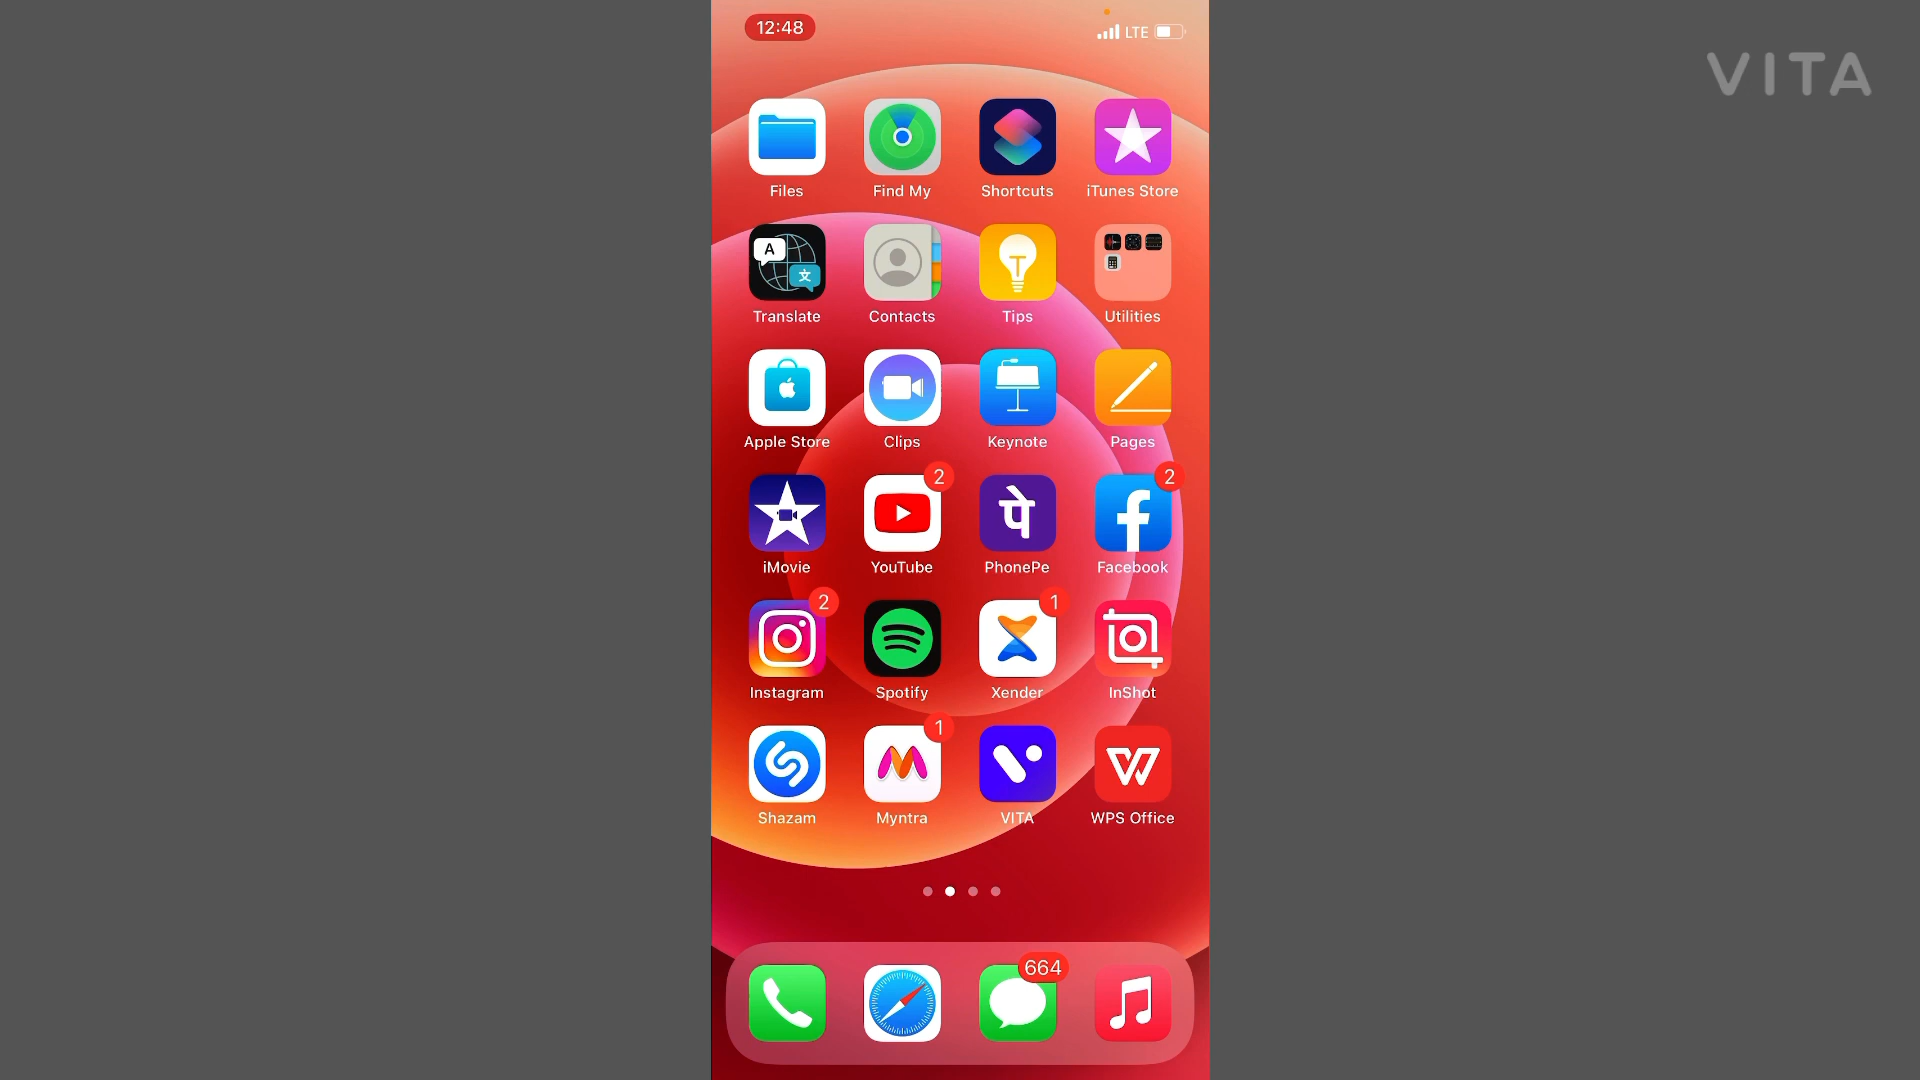 12:48
LTE
VITA
Files
Find My
Shortcuts
iTunes Store
A
文
T
Translate
Contacts
Tips
Utilities
Apple Store
Clips
Keynote
Pages
2
पे
2
iMovie
YouTube
PhonePe
Facebook
2
1
Instagram
Spotify
Xender
InShot
1
Shazam
Myntra
VITA
WPS Office
664